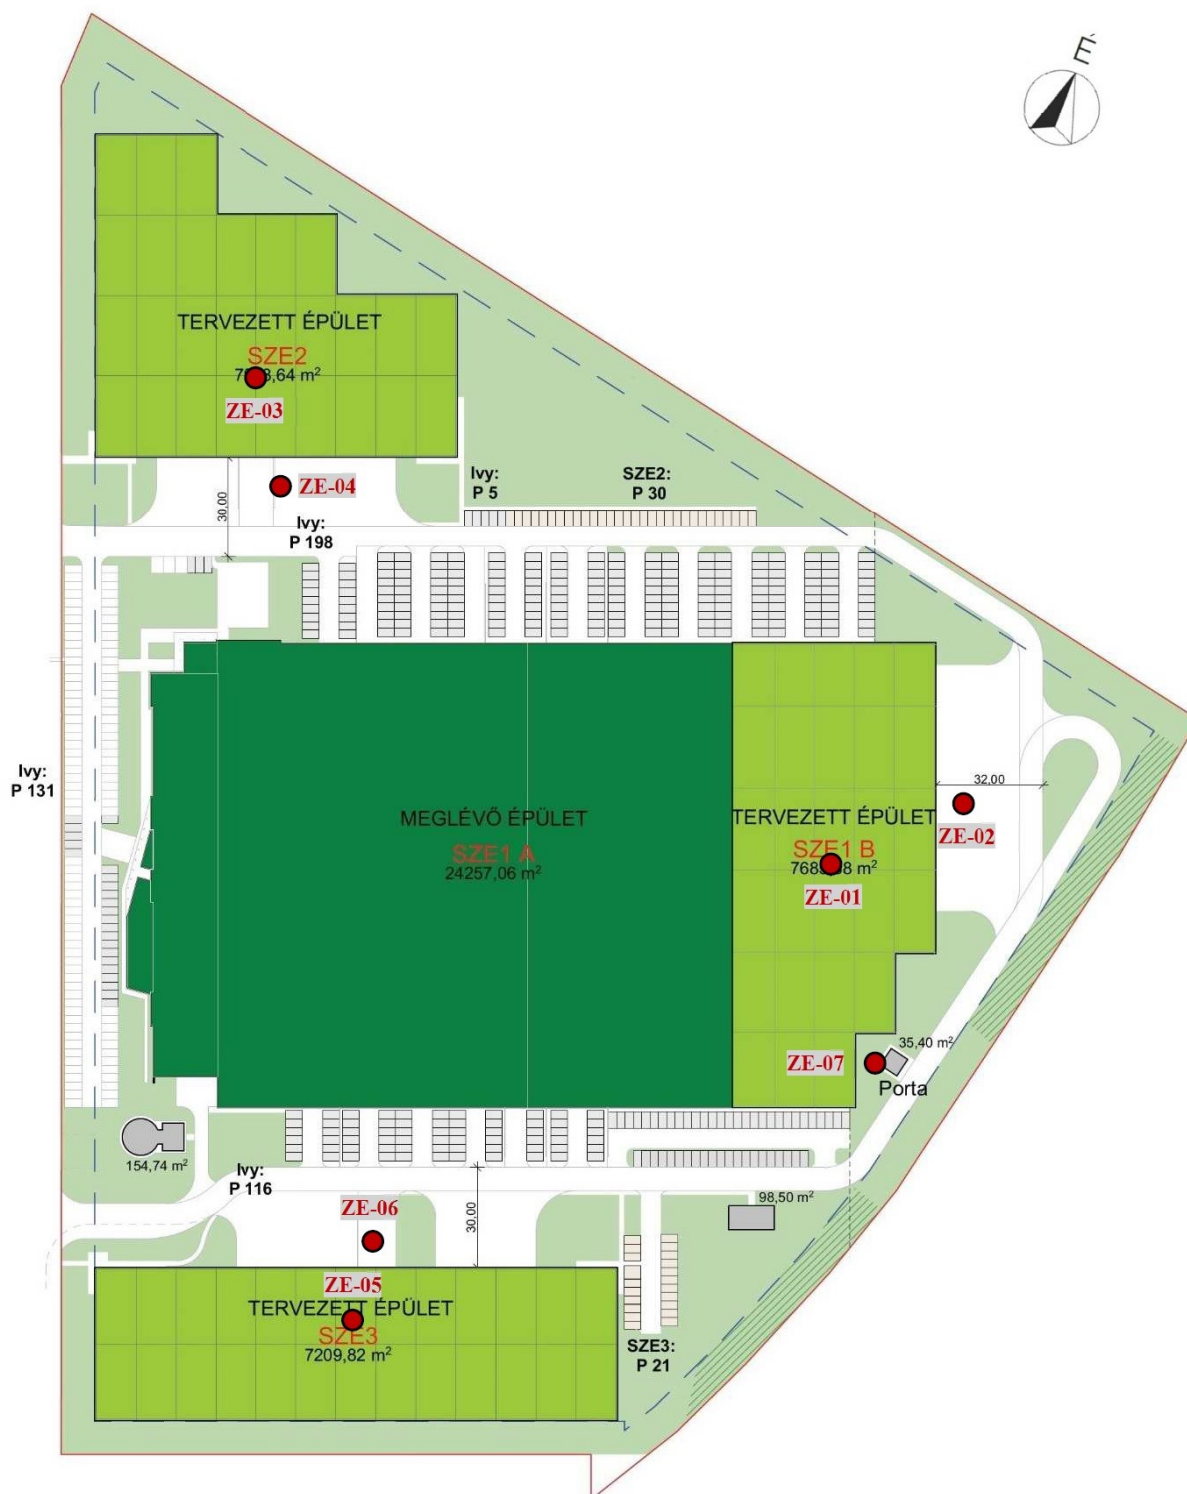 É
TERVEZETT ÉPÜLET
SZE2
ZE-03
ZE-04
30,00
Ivy:
P 5
SZE2:
P 30
Ivy:
P 198
Ivy:
P 131
MEGLÉVŐ ÉPÜLET
SZE1 A
24257,06 m²
TERVEZETT ÉPÜLET
SZE1 B
ZE-01
32,00
ZE-02
ZE-07
35,40 m²
Porta
154,74 m²
Ivy:
P 116
ZE-06
30,00
98,50 m²
ZE-05
TERVEZETT ÉPÜLET
SZE3
7209,82 m²
SZE3:
P 21